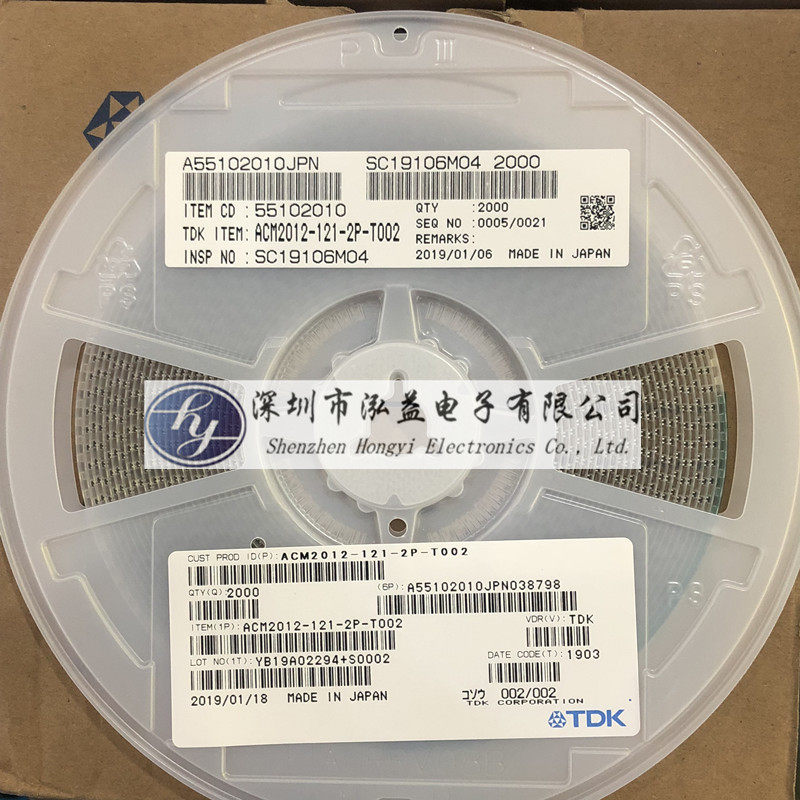 P III
A55102010JPN SC19106M04 2000
ITEM CD : 55102010 QTY :2000
SEQ NO :0005/0021
TDK ITEM: ACM2012-121-2P-T002 REMARKS:
INSP NO : SC19106M04 2019/01/06 MADE IN JAPAN
hy 深圳市泓益电子有限公司
Shenzhen Hongyi Electronics Co., Ltd.
CUST PROD ID(P): ACM2012-121-2P-T002
QTY(Q): 2000 (6P): A55102010JPN038798
ITEM(1P): ACM2012-121-2P-T002 VDR(V): TDK
LOT NO(1T): YB19A02294+S0002 DATE CODE(T): 1903
2019/01/18 MADE IN JAPAN コソウ 002/002
TDK CORPORATION
TDK